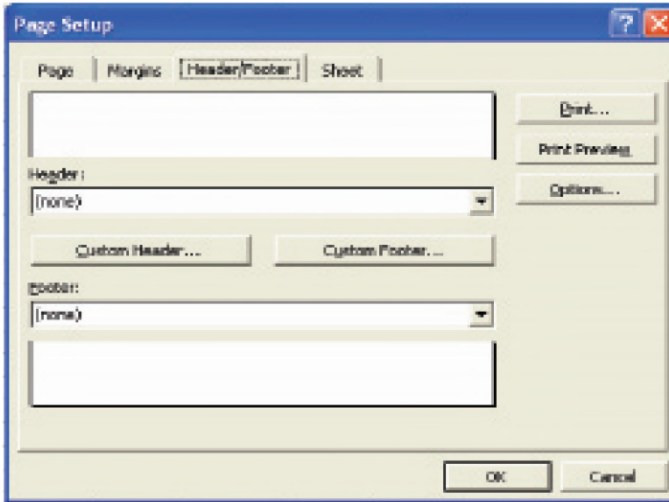 Page Setup
Page Margins Header/Footer Sheet
Print...
Print Preview
Options...
Header:
(none)
Custom Header... Custom Footer...
Footer:
(none)
OK Cancel